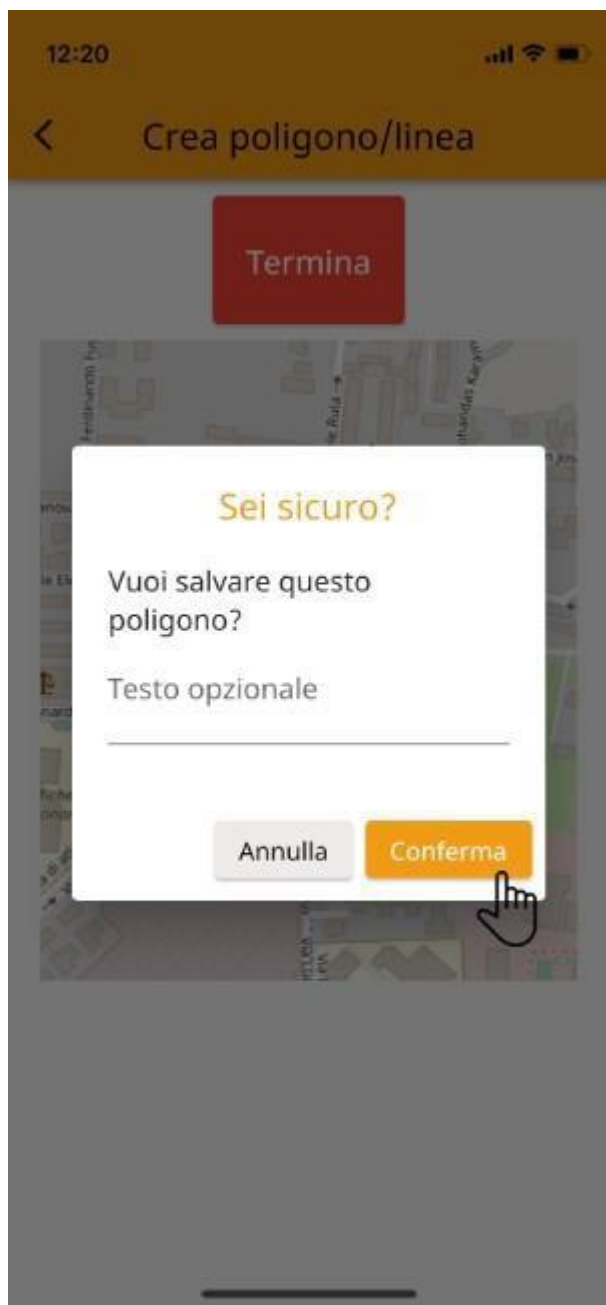 12:20
Crea poligono/linea
Termina
Sei sicuro?
Vuoi salvare questo
poligono?
Testo opzionale
Annulla
Conferma